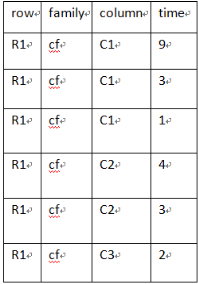 row family column time
R1 cf C1 9
R1 cf C1 3
R1 cf C1 1
R1 cf C2 4
R1 cf C2 3
R1 cf C3 2